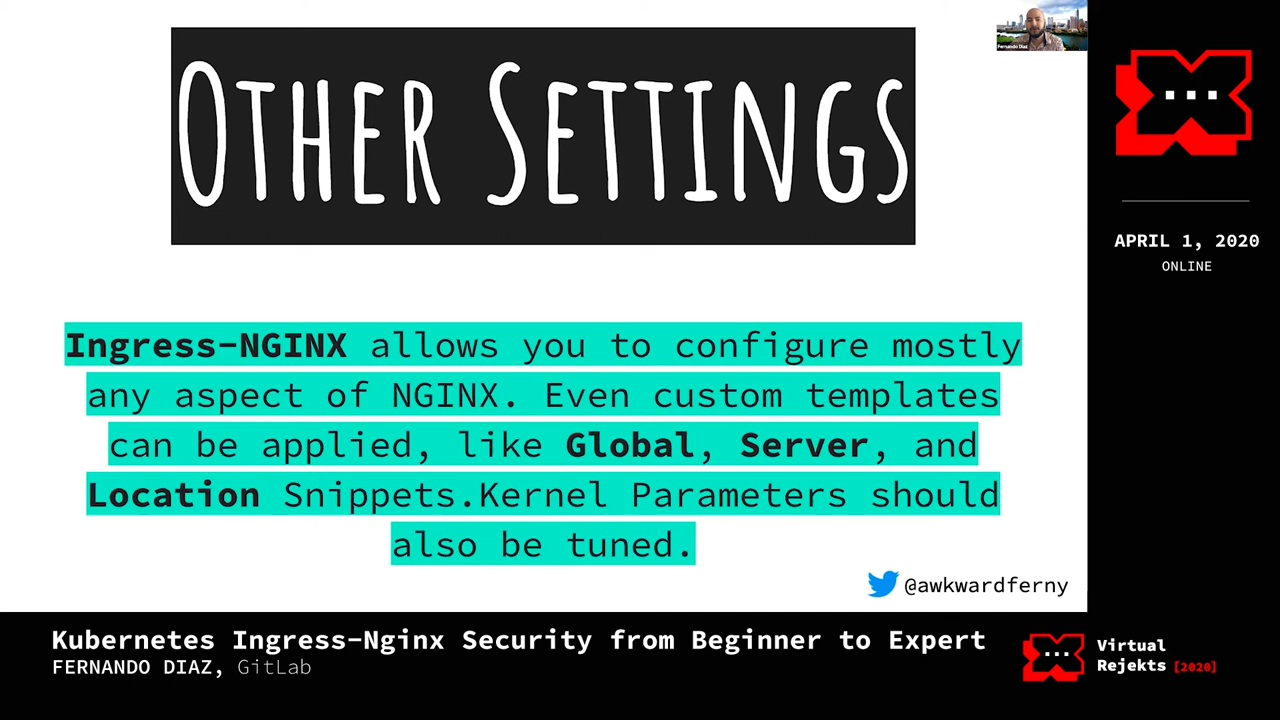 OTHER SETTINGS
Fernando Diaz
APRIL 1, 2020
ONLINE
Ingress-NGINX allows you to configure mostly
any aspect of NGINX. Even custom templates
can be applied, like Global, Server, and
Location Snippets.Kernel Parameters should
also be tuned.
@awkwardferny
Kubernetes Ingress-Nginx Security from Beginner to Expert
FERNANDO DIAZ, GitLab
Virtual
Rejekts [2020]